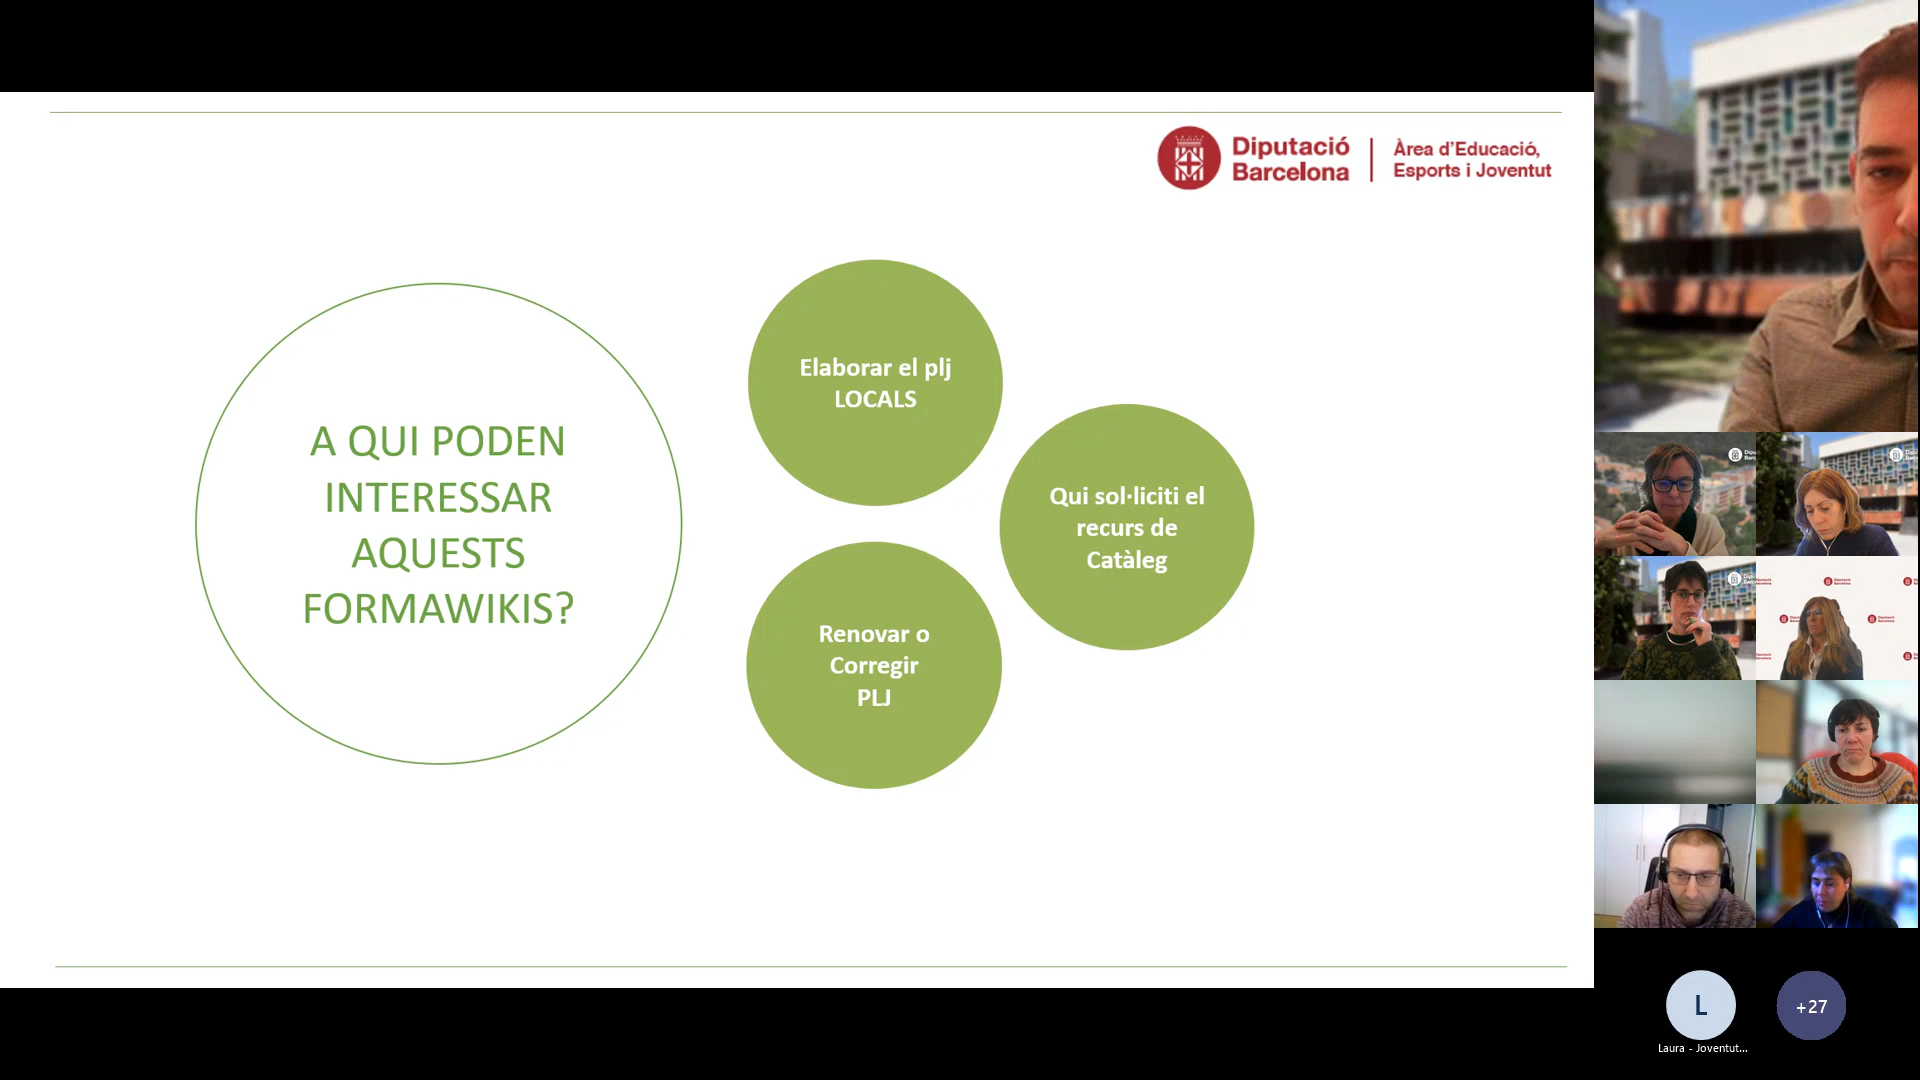 Diputació
Barcelona
Àrea d'Educació,
Esports i Joventut
A QUI PODEN
INTERESSAR
AQUESTS
FORMAWIKIS?
Elaborar el plj
LOCALS
Qui sol·liciti el
recurs de
Catàleg
Renovar o
Corregir
PLJ
L
Laura - Joventut...
+27